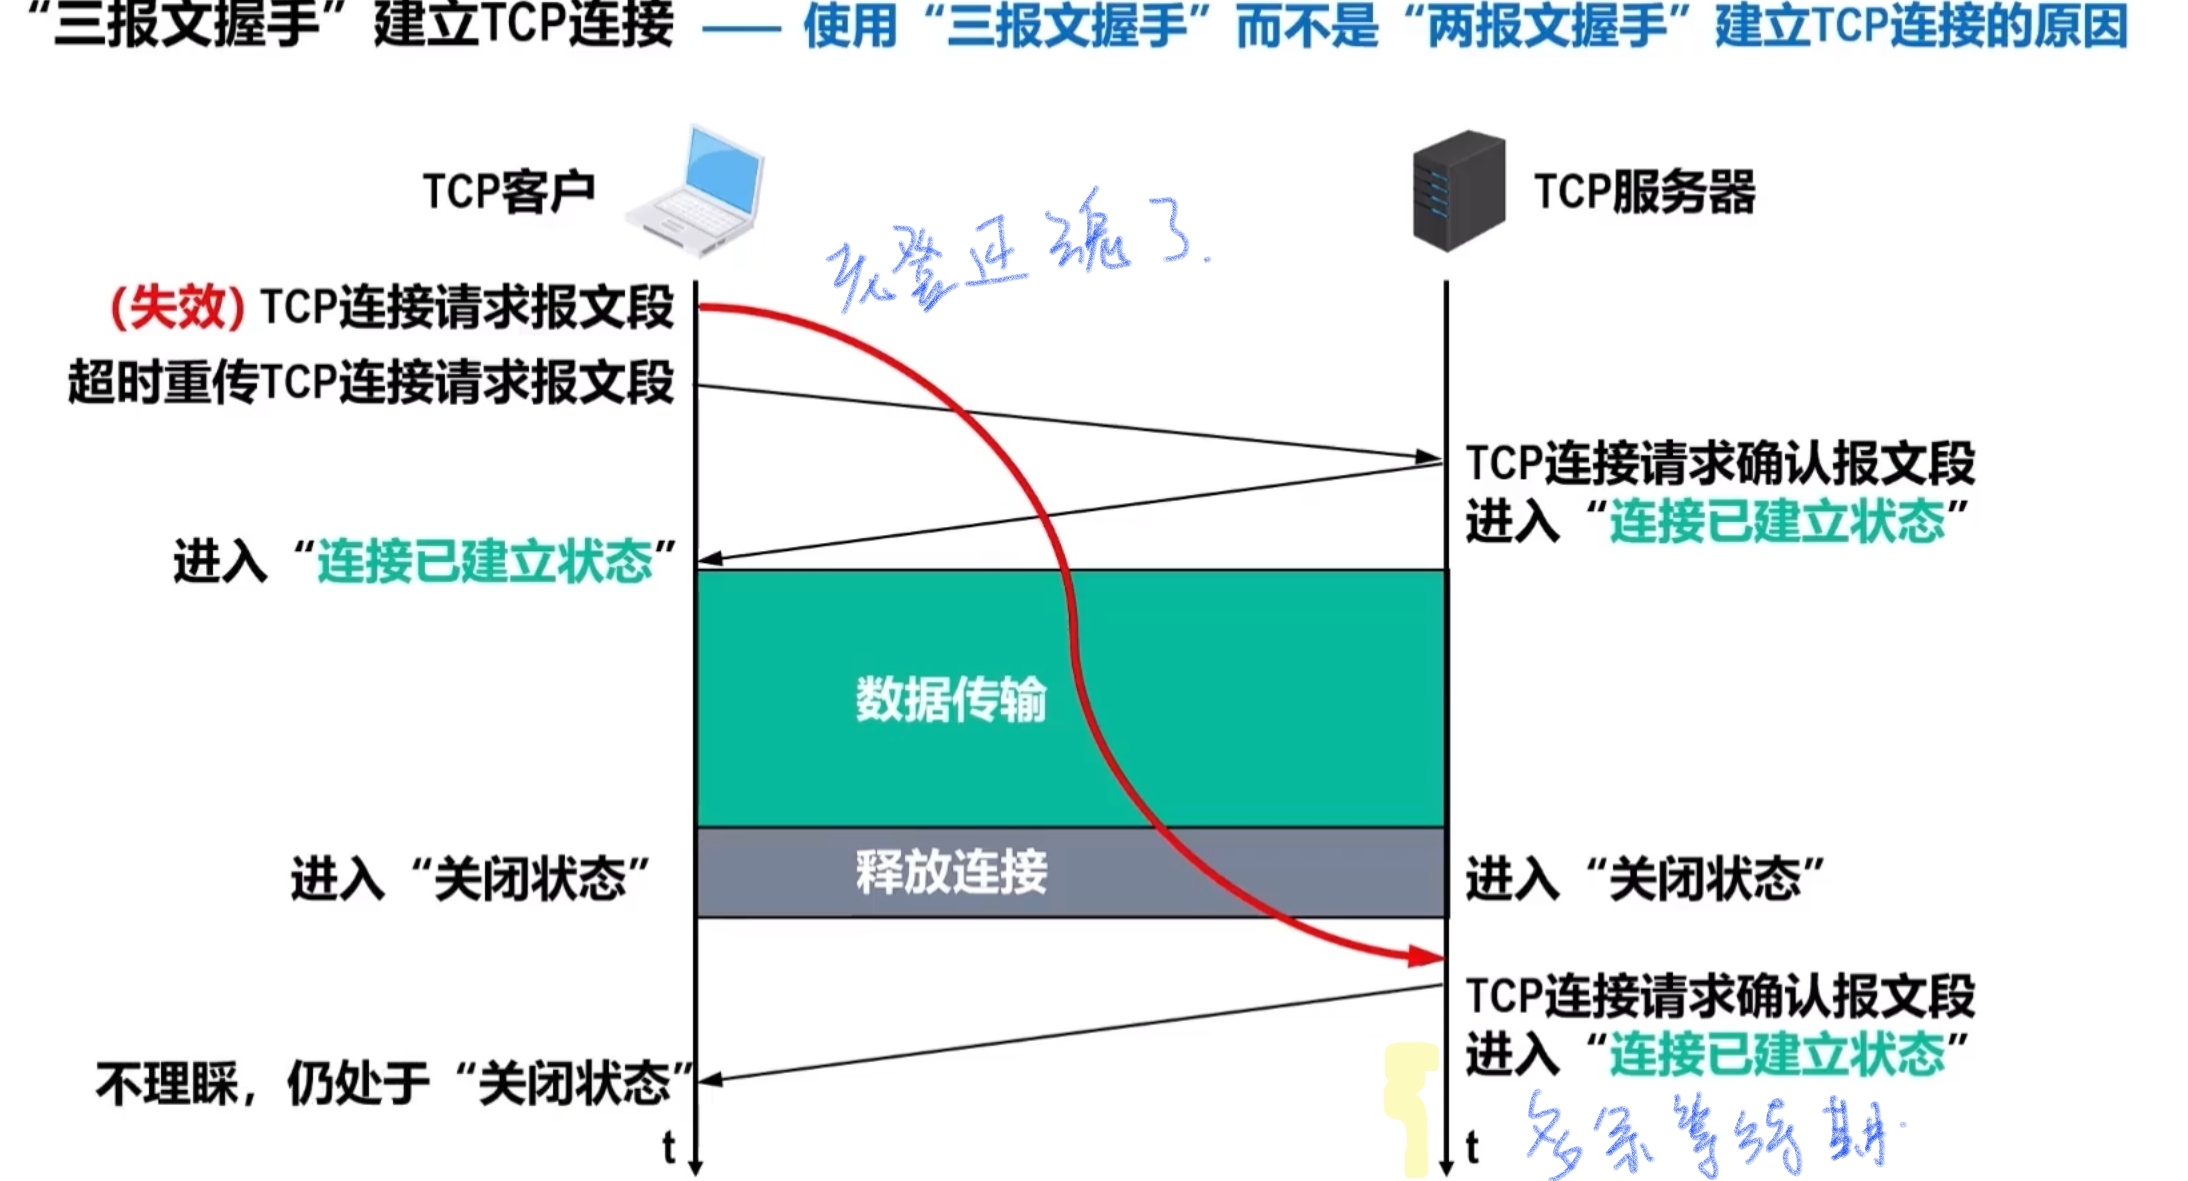 “三报文握手”建立TCP连接 —— 使用“三报文握手”而不是“两报文握手”建立TCP连接的原因
TCP客户
TCP服务器
还魂了.
(失效) TCP连接请求报文段
超时重传TCP连接请求报文段
TCP连接请求确认报文段
进入“连接已建立状态”
进入“连接已建立状态”
数据传输
释放连接
进入“关闭状态”
进入“关闭状态”
TCP连接请求确认报文段
进入“连接已建立状态”
不理睬，仍处于“关闭状态”
多余等待期
t
t